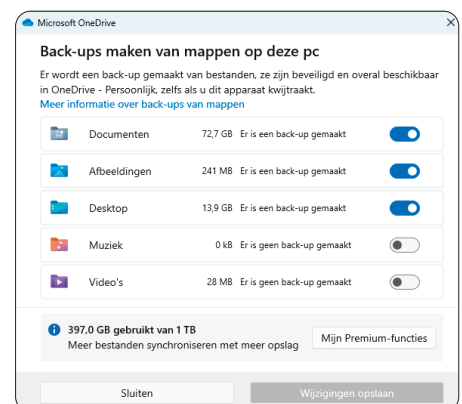 Microsoft OneDrive
Back-ups maken van mappen op deze pc
Er wordt een back-up gemaakt van bestanden, ze zijn beveiligd en overal beschikbaar
in OneDrive - Persoonlijk, zelfs als u dit apparaat kwijtraakt.
Meer informatie over back-ups van mappen
Documenten 72,7 GB Er is een back-up gemaakt
Afbeeldingen 241 MB Er is een back-up gemaakt
Desktop 13,9 GB Er is een back-up gemaakt
Muziek 0 kB Er is geen back-up gemaakt
Video's 28 MB Er is geen back-up gemaakt
397,0 GB gebruikt van 1 TB
Meer bestanden synchroniseren met meer opslag
Mijn Premium-functies
Sluiten
Wijzigingen opslaan